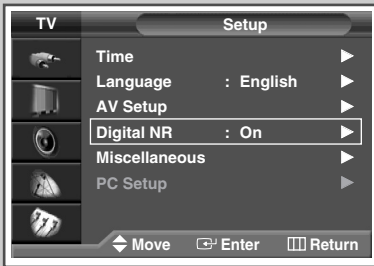 TV Setup
Time
Language : English
AV Setup
Digital NR : On
Miscellaneous
PC Setup
Move Enter Return